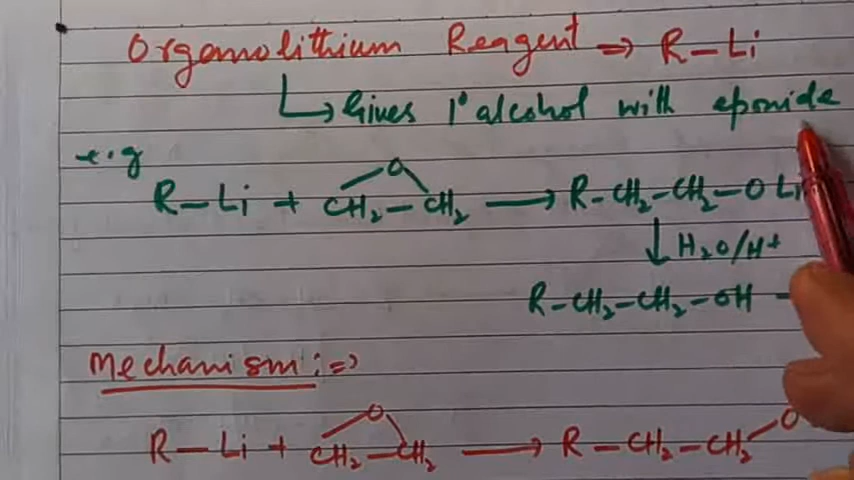 Organolithium Reagent ⇒ R-Li
↳ Gives 1° alcohol with epoxide
e.g
O
R-Li + CH₂-CH₂ → R-CH₂-CH₂-O Li
↓ H₂O/H+
R-CH₂-CH₂-OH -
Mechanism :⇒
O O
R-Li + CH₂-CH₂ → R-CH₂-CH₂